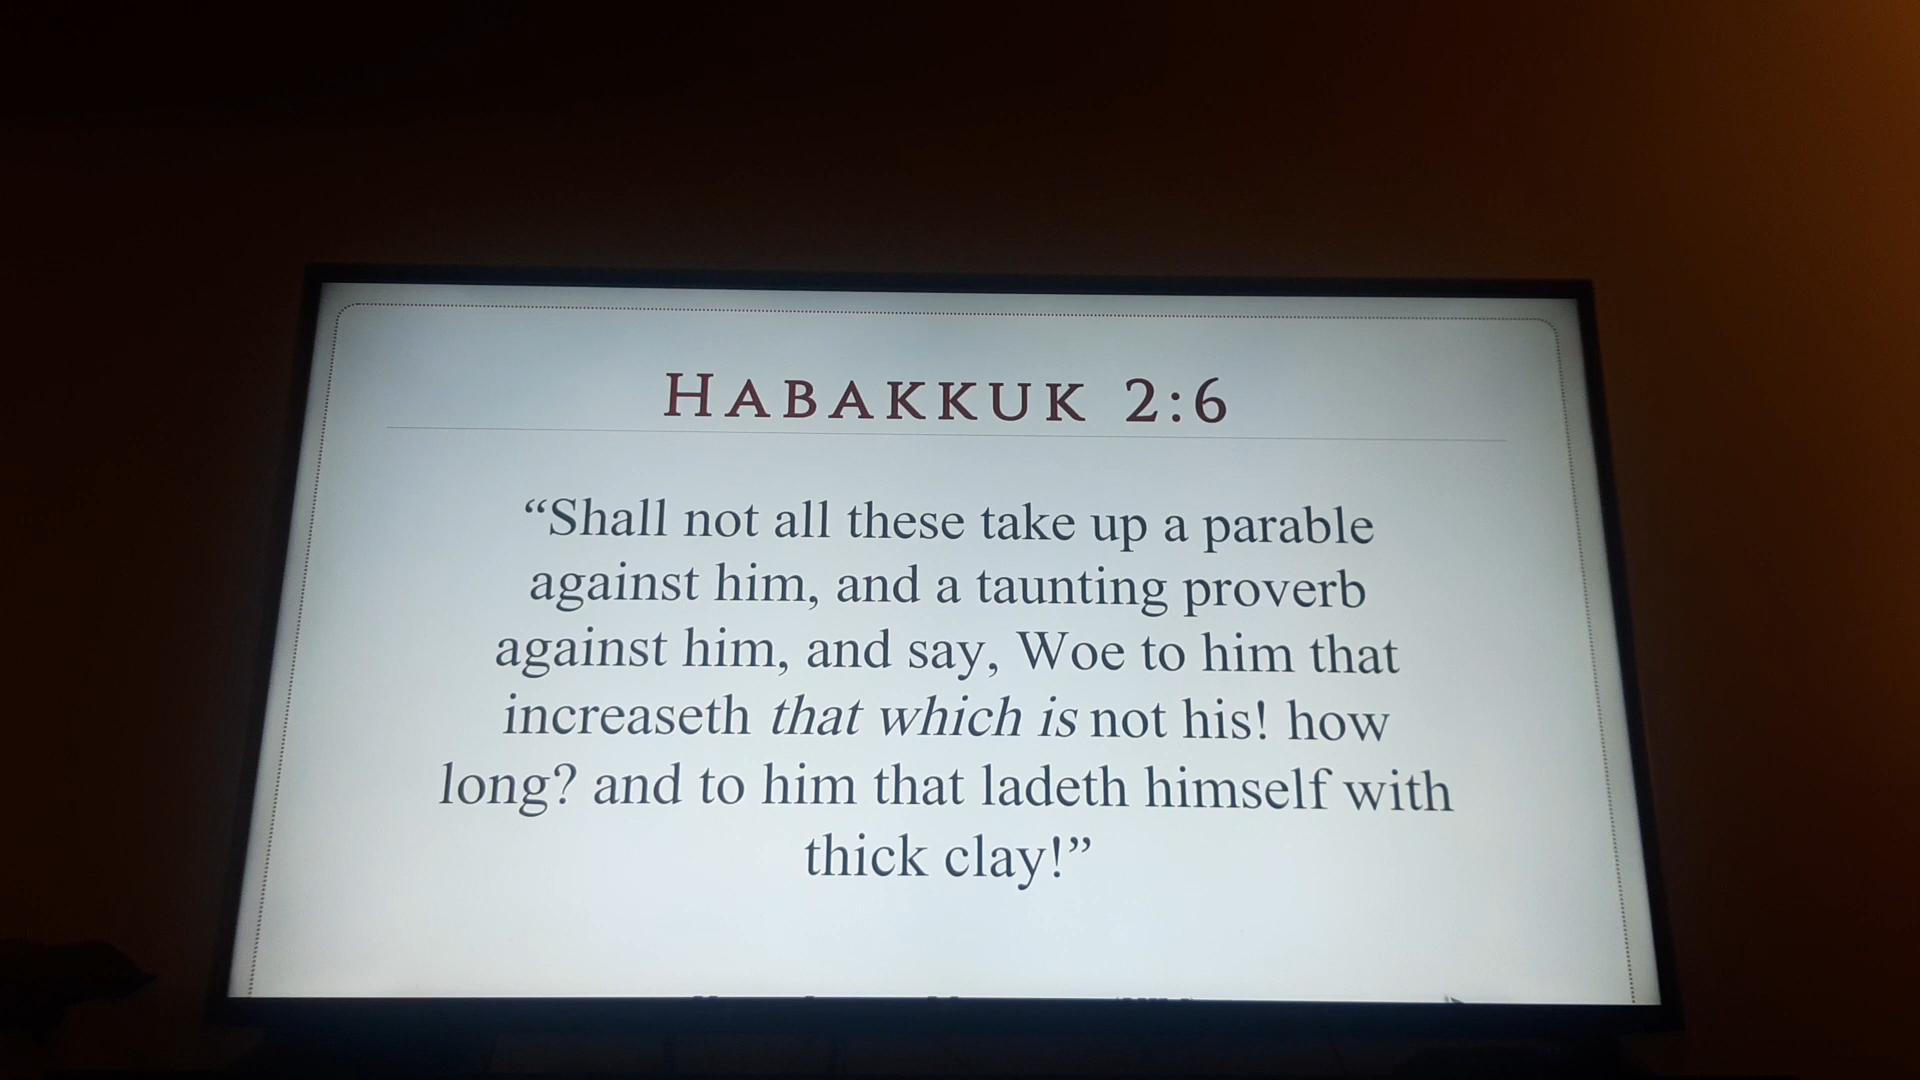 HABAKKUK 2:6
“Shall not all these take up a parable
against him, and a taunting proverb
against him, and say, Woe to him that
increaseth that which is not his! how
long? and to him that ladeth himself with
thick clay!”